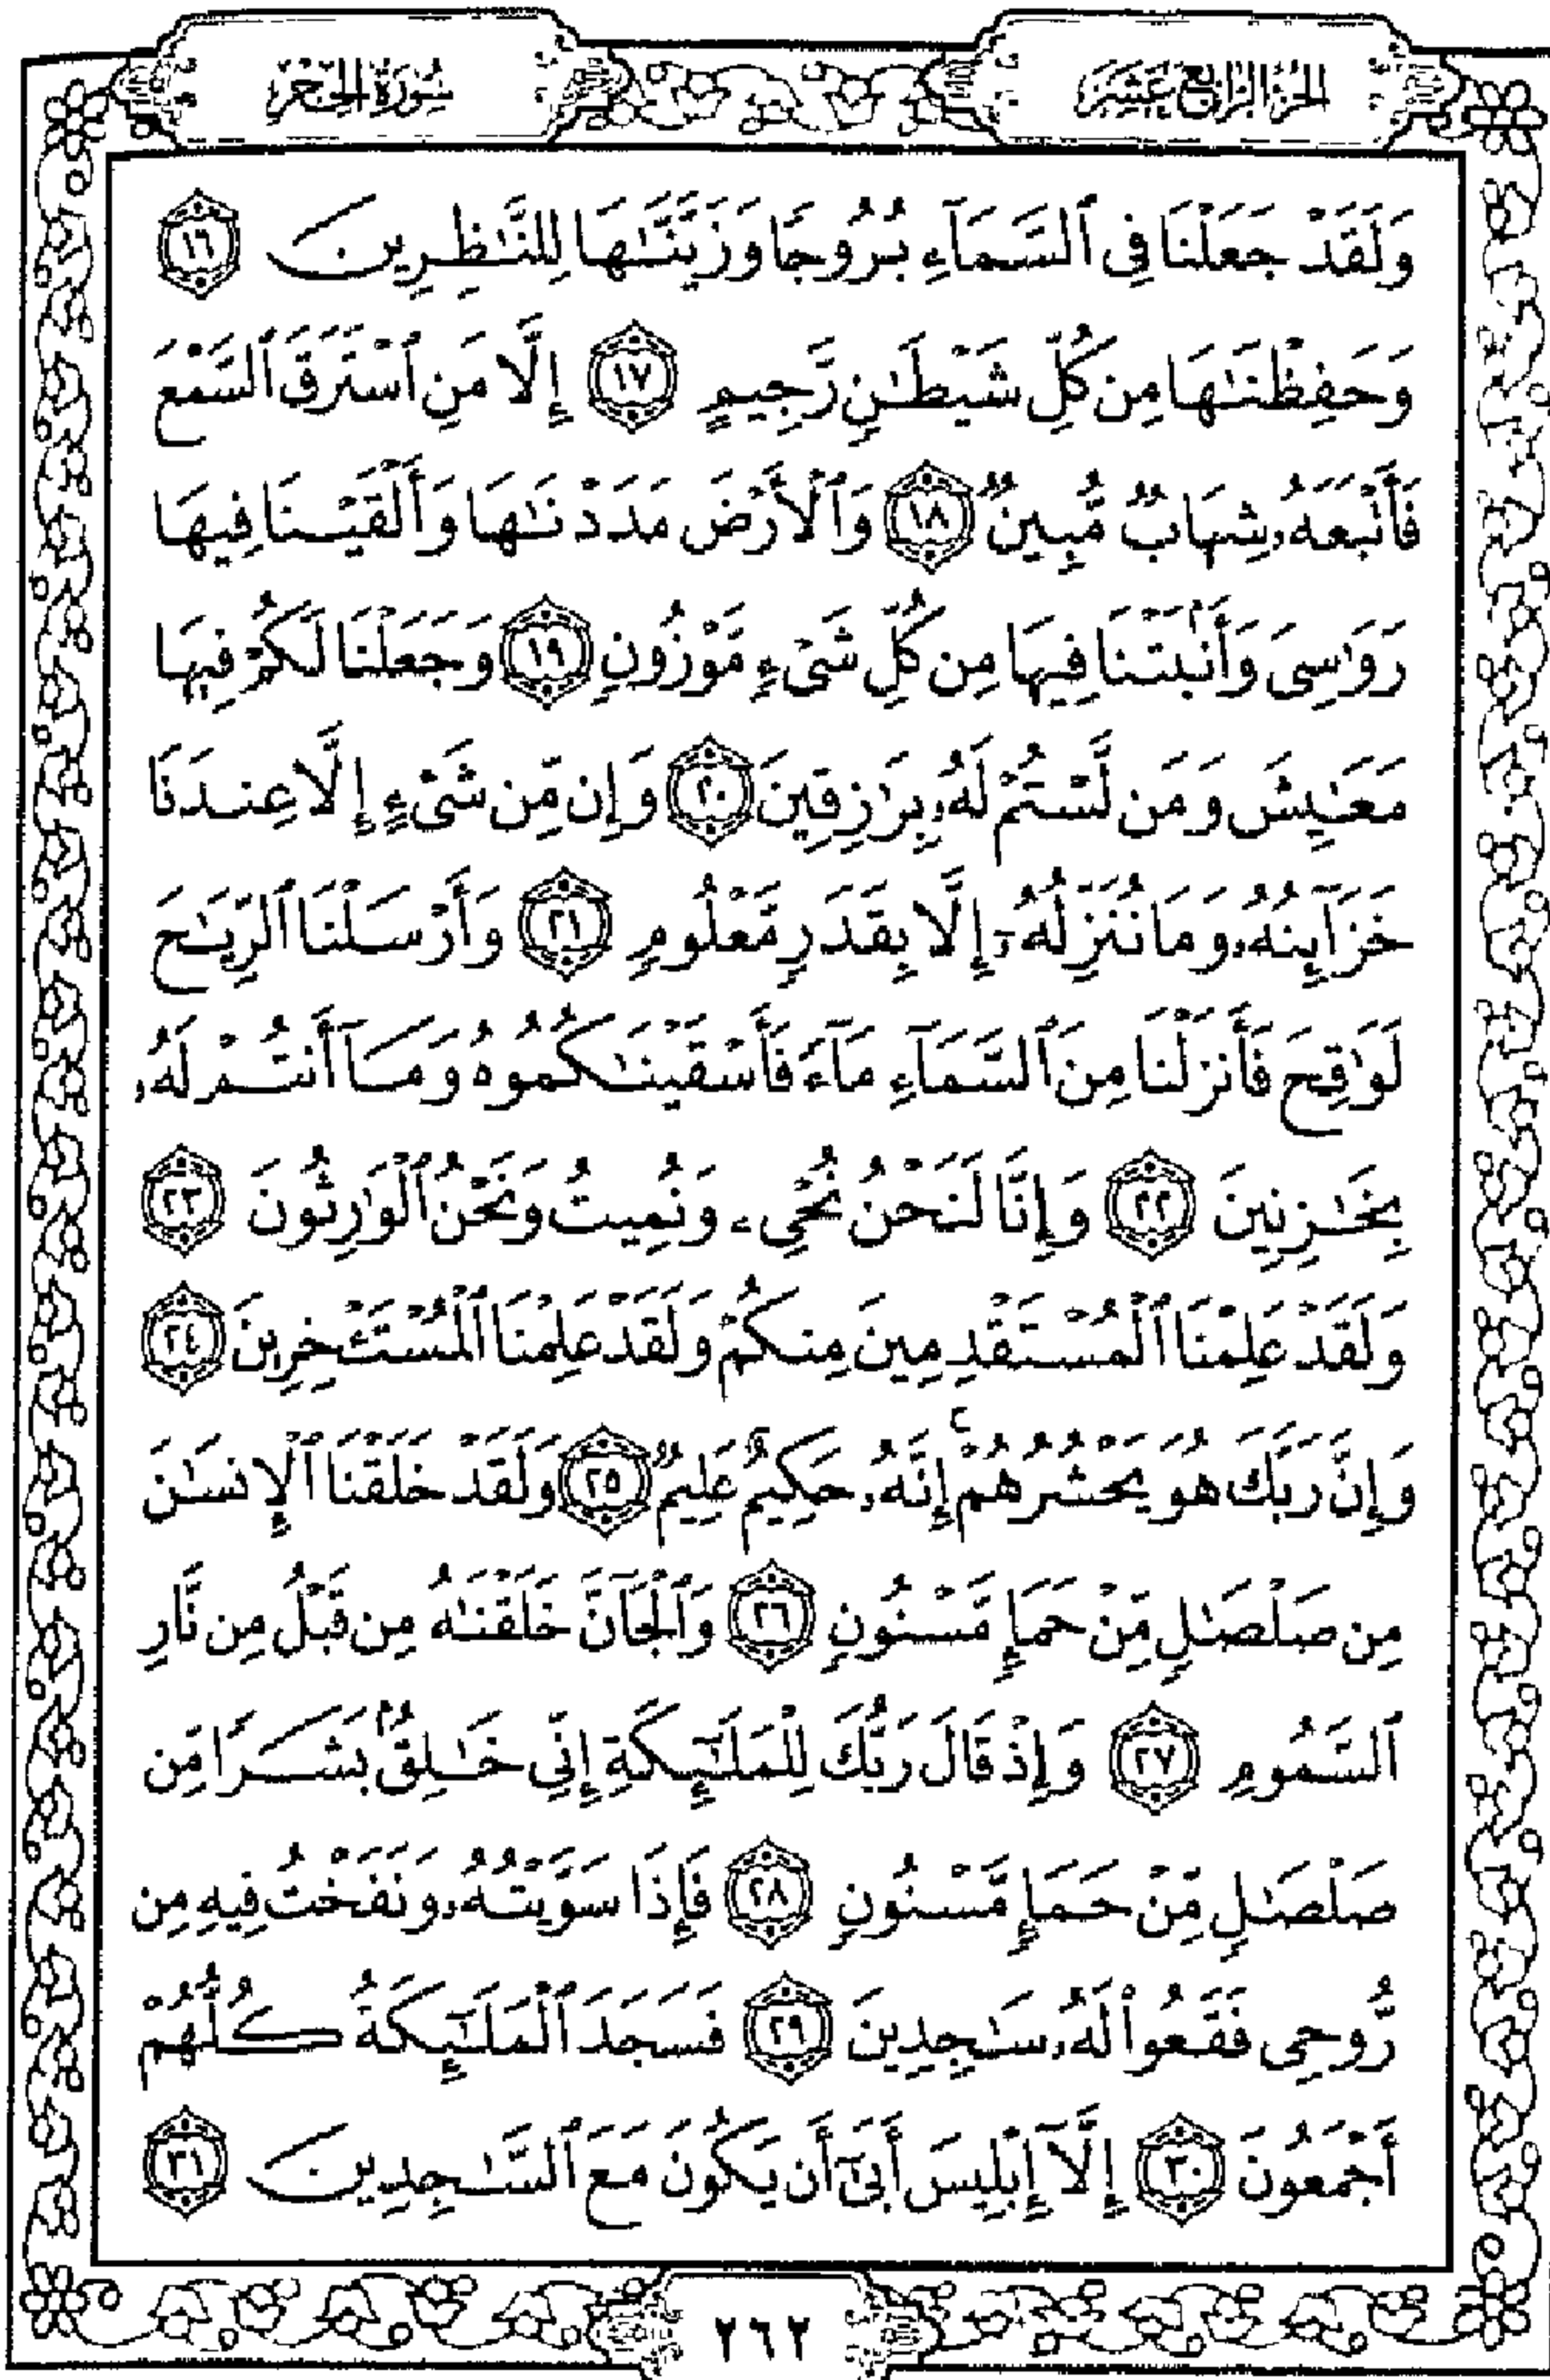 الجزء الرابع عشر
سورة الحجر
وَلَقَدْ جَعَلْنَا فِي ٱلسَّمَآءِ بُرُوجًا وَزَيَّنَّٰهَا لِلنَّٰظِرِينَ ١٦
وَحَفِظْنَٰهَا مِن كُلِّ شَيْطَٰنٍ رَّجِيمٍ ١٧ إِلَّا مَنِ ٱسْتَرَقَ ٱلسَّمْعَ
فَأَتْبَعَهُۥ شِهَابٌ مُّبِينٌ ١٨ وَٱلْأَرْضَ مَدَدْنَٰهَا وَأَلْقَيْنَا فِيهَا
رَوَٰسِىَ وَأَنۢبَتْنَا فِيهَا مِن كُلِّ شَىْءٍ مَّوْزُونٍ ١٩ وَجَعَلْنَا لَكُمْ فِيهَا
مَعَٰيِشَ وَمَن لَّسْتُمْ لَهُۥ بِرَٰزِقِينَ ٢٠ وَإِن مِّن شَىْءٍ إِلَّا عِندَنَا
خَزَآئِنُهُۥ وَمَا نُنَزِّلُهُۥٓ إِلَّا بِقَدَرٍ مَّعْلُومٍ ٢١ وَأَرْسَلْنَا ٱلرِّيَٰحَ
لَوَٰقِحَ فَأَنزَلْنَا مِنَ ٱلسَّمَآءِ مَآءً فَأَسْقَيْنَٰكُمُوهُ وَمَآ أَنتُمْ لَهُۥ
بِخَٰزِنِينَ ٢٢ وَإِنَّا لَنَحْنُ نُحْىِۦ وَنُمِيتُ وَنَحْنُ ٱلْوَٰرِثُونَ ٢٣
وَلَقَدْ عَلِمْنَا ٱلْمُسْتَقْدِمِينَ مِنكُمْ وَلَقَدْ عَلِمْنَا ٱلْمُسْتَـْٔخِرِينَ ٢٤
وَإِنَّ رَبَّكَ هُوَ يَحْشُرُهُمْ ۚ إِنَّهُۥ حَكِيمٌ عَلِيمٌ ٢٥ وَلَقَدْ خَلَقْنَا ٱلْإِنسَٰنَ
مِن صَلْصَٰلٍ مِّنْ حَمَإٍ مَّسْنُونٍ ٢٦ وَٱلْجَآنَّ خَلَقْنَٰهُ مِن قَبْلُ مِن نَّارِ
ٱلسَّمُومِ ٢٧ وَإِذْ قَالَ رَبُّكَ لِلْمَلَٰٓئِكَةِ إِنِّى خَٰلِقٌۢ بَشَرًا مِّن
صَلْصَٰلٍ مِّنْ حَمَإٍ مَّسْنُونٍ ٢٨ فَإِذَا سَوَّيْتُهُۥ وَنَفَخْتُ فِيهِ مِن
رُّوحِى فَقَعُوا۟ لَهُۥ سَٰجِدِينَ ٢٩ فَسَجَدَ ٱلْمَلَٰٓئِكَةُ كُلُّهُمْ
أَجْمَعُونَ ٣٠ إِلَّآ إِبْلِيسَ أَبَىٰٓ أَن يَكُونَ مَعَ ٱلسَّٰجِدِينَ ٣١
٢٦٢